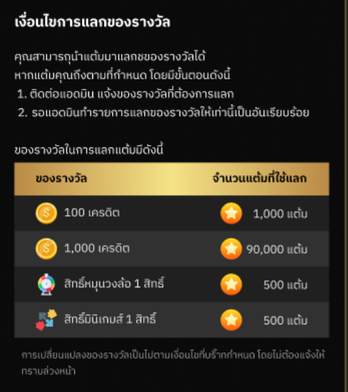 เงื่อนไขการแลกของรางวัล
คุณสามารถนำแต้มมาแลกชของรางวัลได้
หากแต้มคุณถึงตามที่กำหนด โดยมีขั้นตอนดังนี้
1. ติดต่อแอดมิน แจ้งของรางวัลที่ต้องการแลก
2. รอแอดมินทำรายการแลกของรางวัลให้เท่านี้เป็นอันเรียบร้อย
ของรางวัลในการแลกแต้มมีดังนี้
ของรางวัล จำนวนแต้มที่ใช้แลก
100 เครดิต 1,000 แต้ม
1,000 เครดิต 90,000 แต้ม
สิทธิ์หมุนวงล้อ 1 สิทธิ์ 500 แต้ม
สิทธิ์มินิเกมส์ 1 สิทธิ์ 500 แต้ม
การเปลี่ยนแปลงของรางวัลเป็นไปตามเงื่อนไขที่บริ๊ทกำหนด โดยไม่ต้องแจ้งให้
ทราบล่วงหน้า